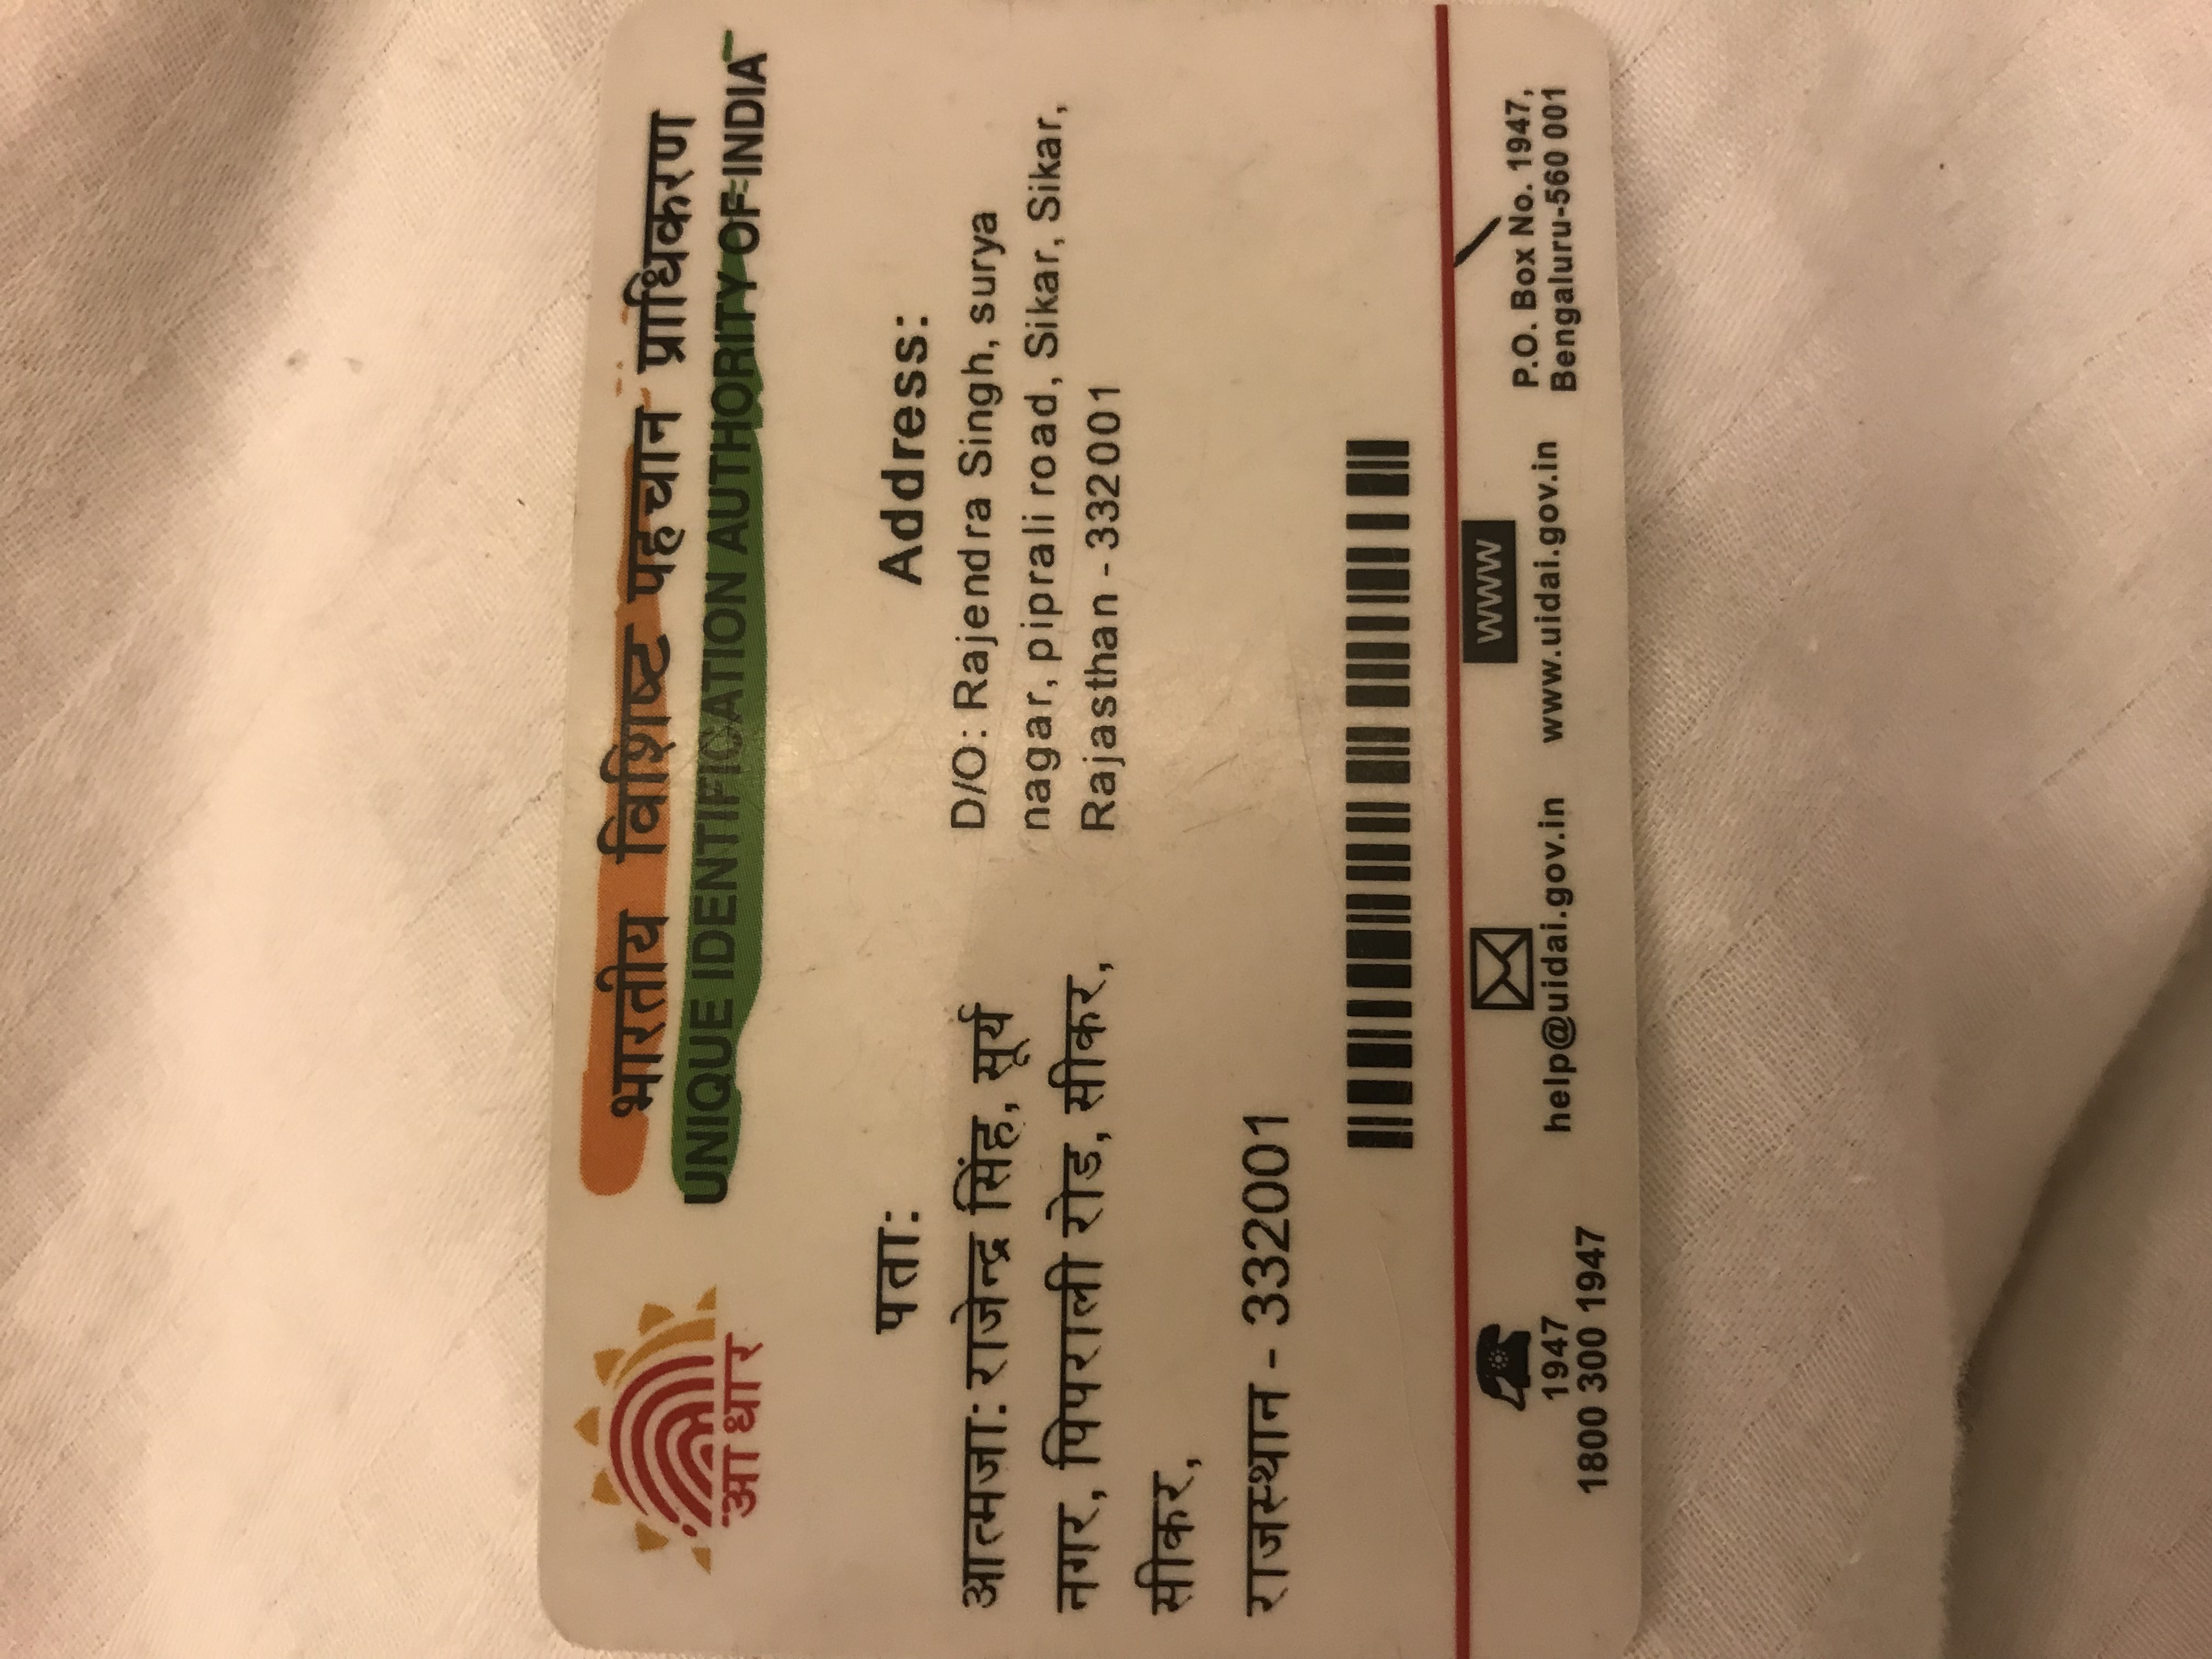 भारतीय विशिष्ट पहचान प्राधिकरण
UNIQUE IDENTIFICATION AUTHORITY OF INDIA
आधार
पता:
आत्मजा: राजेन्द्र सिंह, सूर्य
नगर, पिपराली रोड, सीकर,
सीकर,
राजस्थान - 332001
Address:
D/O: Rajendra Singh, surya
nagar, piprali road, Sikar, Sikar,
Rajasthan - 332001
1947
1800 300 1947
help@uidai.gov.in
WWW
www.uidai.gov.in
P.O. Box No. 1947,
Bengaluru-560 001